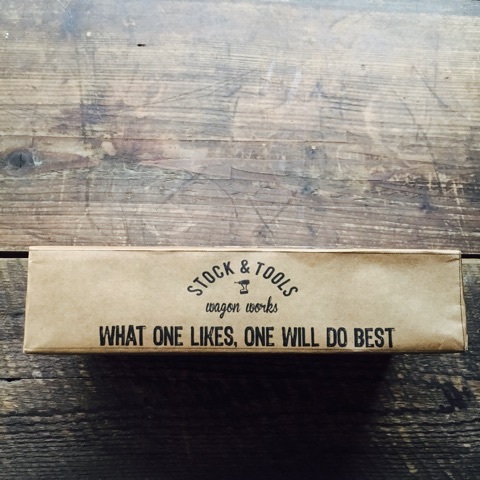 STOCK & TOOLS
wagon works
WHAT ONE LIKES, ONE WILL DO BEST